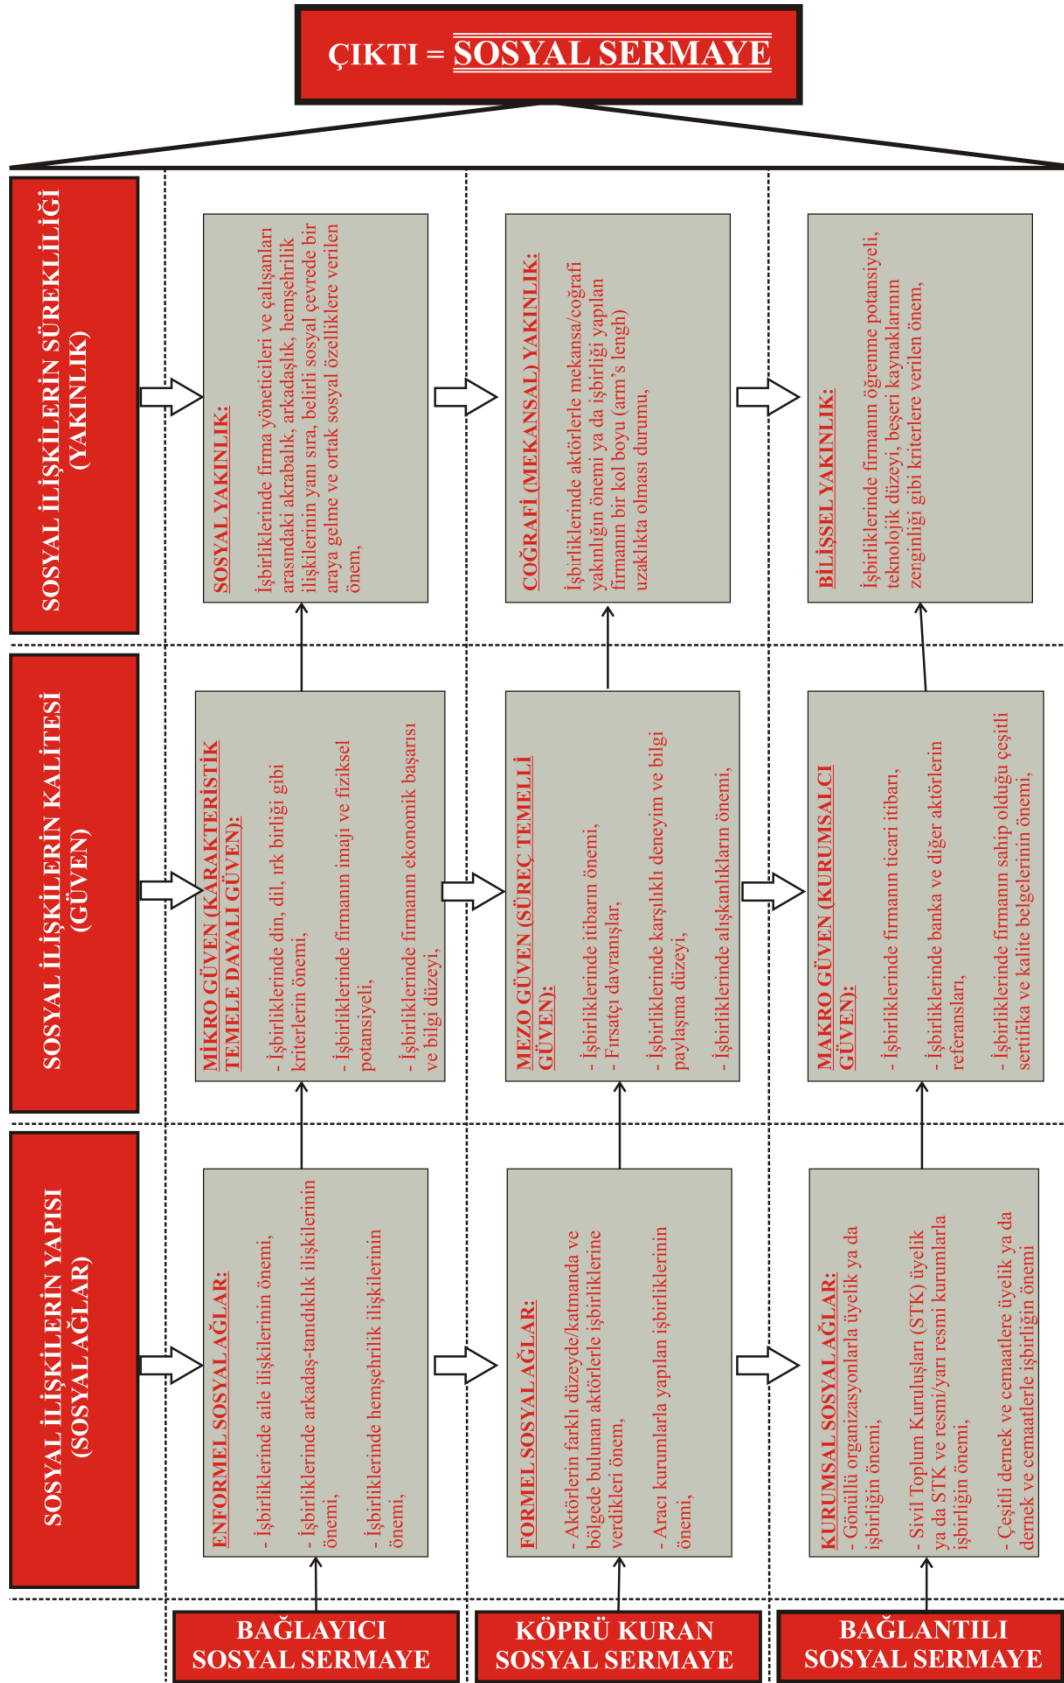 ÇIKTI = SOSYAL SERMAYE
SOSYAL İLİŞKİLERİN YAPISI
(SOSYAL AĞLAR)
SOSYAL İLİŞKİLERİN KALİTESİ
(GÜVEN)
SOSYAL İLİŞKİLERİN SÜREKLİLİĞİ
(YAKINLIK)
BAĞLAYICI
SOSYAL SERMAYE
ENFORMEL SOSYAL AĞLAR:
- İşbirliklerinde aile ilişkilerinin önemi,
- İşbirliklerinde arkadaş-tanıdıklık ilişkilerinin
önemi,
- İşbirliklerinde hemşehrilik ilişkilerinin
önemi,
MİKRO GÜVEN (KARAKTERİSTİK
TEMELE DAYALI GÜVEN):
- İşbirliklerinde din, dil, ırk birliği gibi
kriterlerin önemi,
- İşbirliklerinde firmanın imajı ve fiziksel
potansiyeli,
- İşbirliklerinde firmanın ekonomik başarısı
ve bilgi düzeyi,
SOSYAL YAKINLIK:
İşbirliklerinde firma yöneticileri ve çalışanları
arasındaki akrabalık, arkadaşlık, hemşehrilik
ilişkilerinin yanı sıra, belirli sosyal çevrede bir
araya gelme ve ortak sosyal özelliklere verilen
önem,
KÖPRÜ KURAN
SOSYAL SERMAYE
FORMEL SOSYAL AĞLAR:
- Aktörlerin farklı düzeyde/katmanda ve
bölgede bulunan aktörlerle işbirliklerine
verdikleri önem,
- Aracı kurumlarla yapılan işbirliklerinin
önemi,
MEZO GÜVEN (SÜREÇ TEMELLİ
GÜVEN):
- İşbirliklerinde itibarın önemi,
- Fırsatçı davranışlar,
- İşbirliklerinde karşılıklı deneyim ve bilgi
paylaşma düzeyi,
- İşbirliklerinde alışkanlıkların önemi,
COĞRAFİ (MEKANSAL) YAKINLIK:
İşbirliklerinde aktörlerle mekansa/coğrafi
yakınlığın önemi ya da işbirliği yapılan
firmanın bir kol boyu (arm's lengh)
uzaklıkta olması durumu,
BAĞLANTILI
SOSYAL SERMAYE
KURUMSAL SOSYAL AĞLAR:
- Gönüllü organizasyonlarla üyelik ya da
işbirliğin önemi,
- Sivil Toplum Kuruluşları (STK) üyelik
ya da STK ve resmi/yarı resmi kurumlarla
işbirliğin önemi,
- Çeşitli dernek ve cemaatlere üyelik ya da
dernek ve cemaatlerle işbirliğin önemi
MAKRO GÜVEN (KURUMSALCI
GÜVEN):
- İşbirliklerinde firmanın ticari itibarı,
- İşbirliklerinde banka ve diğer aktörlerin
referansları,
- İşbirliklerinde firmanın sahip olduğu çeşitli
sertifika ve kalite belgelerinin önemi,
BİLİŞSEL YAKINLIK:
İşbirliklerinde firmanın öğrenme potansiyeli,
teknolojik düzeyi, beşeri kaynaklarının
zenginliği gibi kriterlere verilen önem,